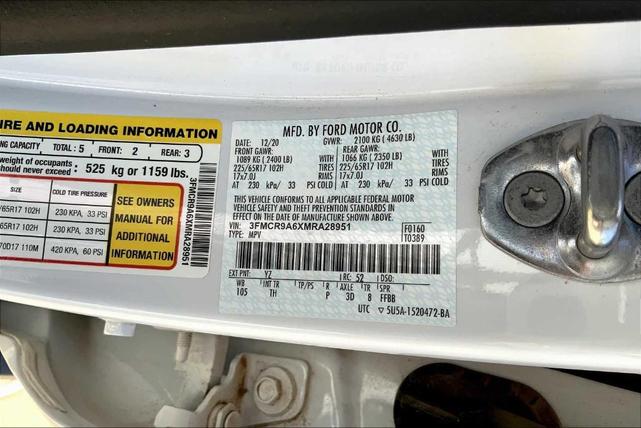 IRE AND LOADING INFORMATION
NG CAPACITY TOTAL : 5 FRONT: 2 REAR: 3
weight of occupants
should never exceed : 525 kg or 1159 lbs.
SIZE COLD TIRE PRESSURE
/65R17 102H 230 KPA, 33 PSI
65R17 102H 230 KPA, 33 PSI
70D17 110M 420 KPA, 60 PSI
SEE OWNERS
MANUAL FOR
ADDITIONAL
INFORMATION
3FMCR9A6XMRA28951
MFD. BY FORD MOTOR CO.
DATE: 12/20 GVWR: 2100 KG ( 4630 LB)
FRONT GAWR: REAR GAWR:
1089 KG (2400 LB) WITH 1066 KG (2350 LB) WITH
225/65R17 102H TIRES 225/65R17 102H TIRES
17x7.0J RIMS 17x7.0J RIMS
AT 230 kPa/ 33 PSI COLD AT 230 kPa/ 33 PSI COLD
THIS VEHICLE CONFORMS TO ALL APPLICABLE FEDERAL MOTOR
VEHICLE SAFETY AND THEFT PREVENTION STANDARDS IN
EFFECT ON THE DATE OF MANUFACTURE SHOWN ABOVE.
VIN: 3FMCR9A6XMRA28951 F0160
TYPE: MPV T0389
EXT PNT: YZ RC: 52 DSO:
WB INT TR TP/PS R AXLE TR SPR
105 TH P 3D 8 FFBB
UTC ▽ 5U5A-1520472-BA